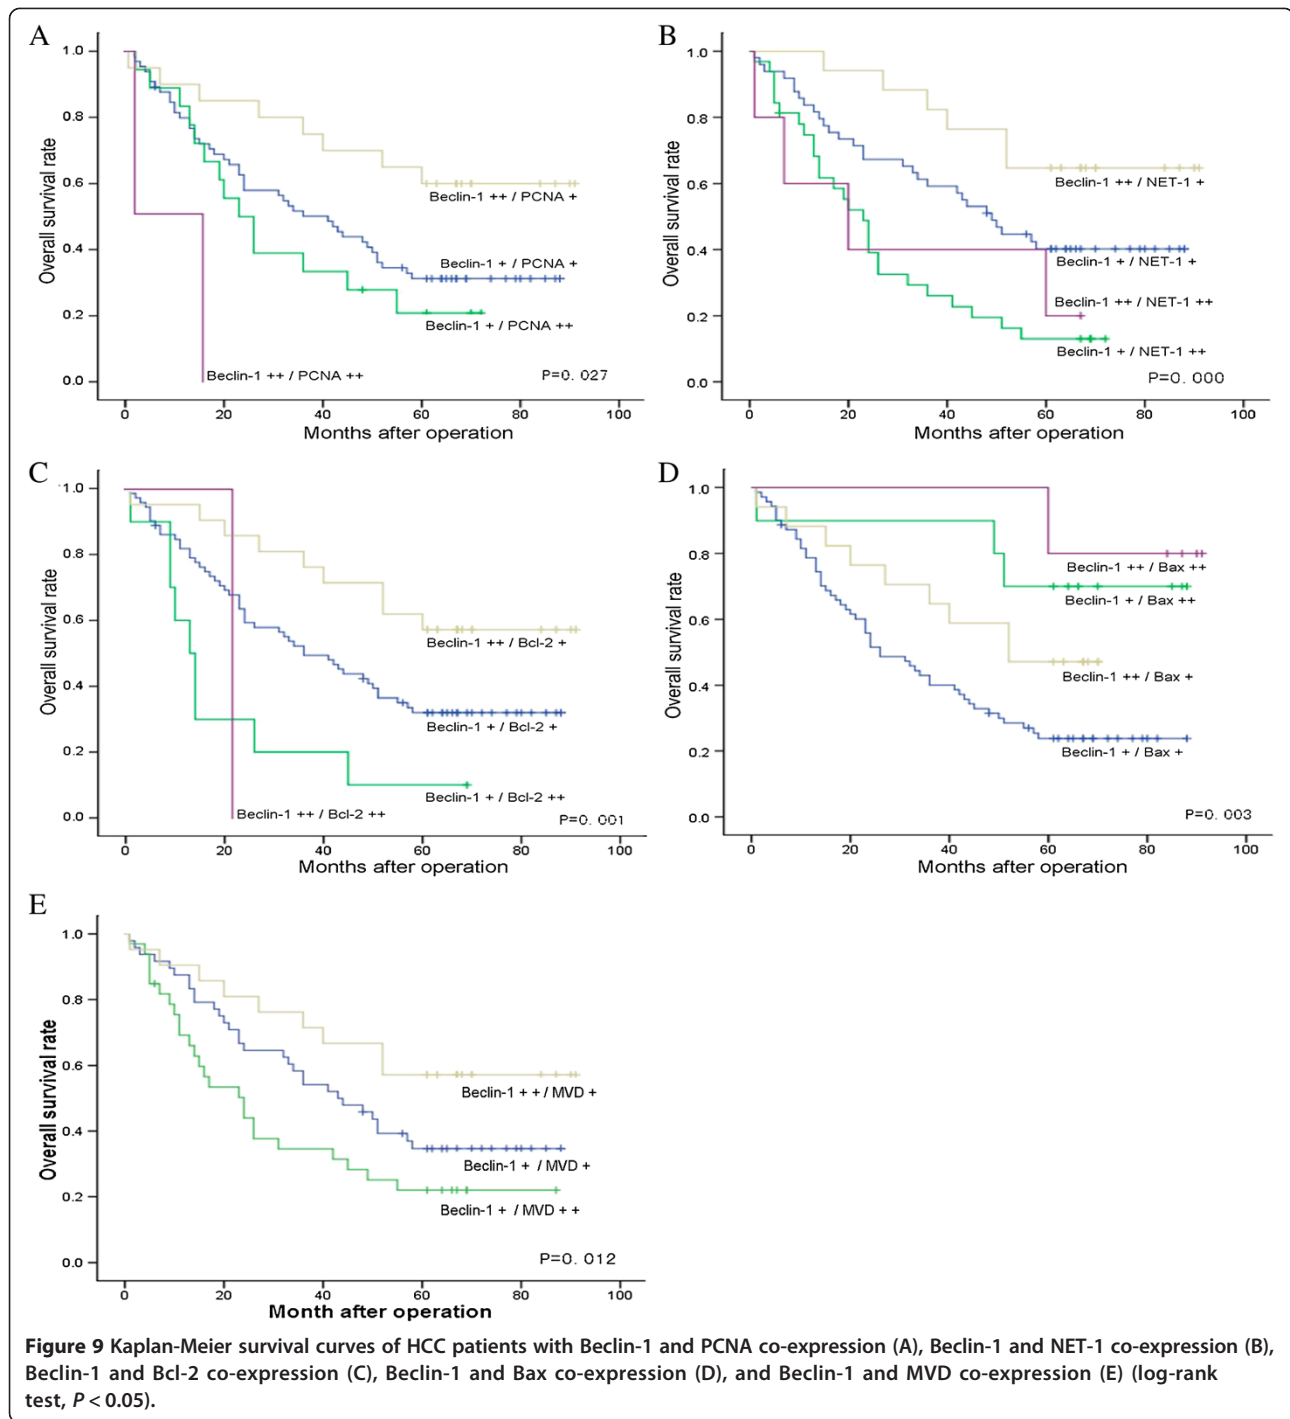 A
1.0
0.8
0.6
0.4
0.2
0.0
Overall survival rate
Beclin-1 ++ / PCNA +
Beclin-1 + / PCNA +
Beclin-1 + / PCNA ++
Beclin-1 ++ / PCNA ++
P=0. 027
0 20 40 60 80 100
Months after operation
B
1.0
0.8
0.6
0.4
0.2
0.0
Overall survival rate
Beclin-1 ++ / NET-1 +
Beclin-1 + / NET-1 +
Beclin-1 ++ / NET-1 ++
Beclin-1 + / NET-1 ++
P=0. 000
0 20 40 60 80 100
Months after operation
C
1.0
0.8
0.6
0.4
0.2
0.0
Overall survival rate
Beclin-1 ++ / Bcl-2 +
Beclin-1 + / Bcl-2 +
Beclin-1 + / Bcl-2 ++
Beclin-1 ++ / Bcl-2 ++
P=0. 001
0 20 40 60 80 100
Months after operation
D
1.0
0.8
0.6
0.4
0.2
0.0
Overall survival rate
Beclin-1 ++ / Bax ++
Beclin-1 + / Bax ++
Beclin-1 ++ / Bax +
Beclin-1 + / Bax +
P=0. 003
0 20 40 60 80 100
Months after operation
E
1.0
0.8
0.6
0.4
0.2
0.0
Overall survival rate
Beclin-1 + + / MVD +
Beclin-1 + / MVD +
Beclin-1 + / MVD + +
P=0. 012
0 20 40 60 80 100
Month after operation
Figure 9 Kaplan-Meier survival curves of HCC patients with Beclin-1 and PCNA co-expression (A), Beclin-1 and NET-1 co-expression (B),
Beclin-1 and Bcl-2 co-expression (C), Beclin-1 and Bax co-expression (D), and Beclin-1 and MVD co-expression (E) (log-rank
test, P < 0.05).